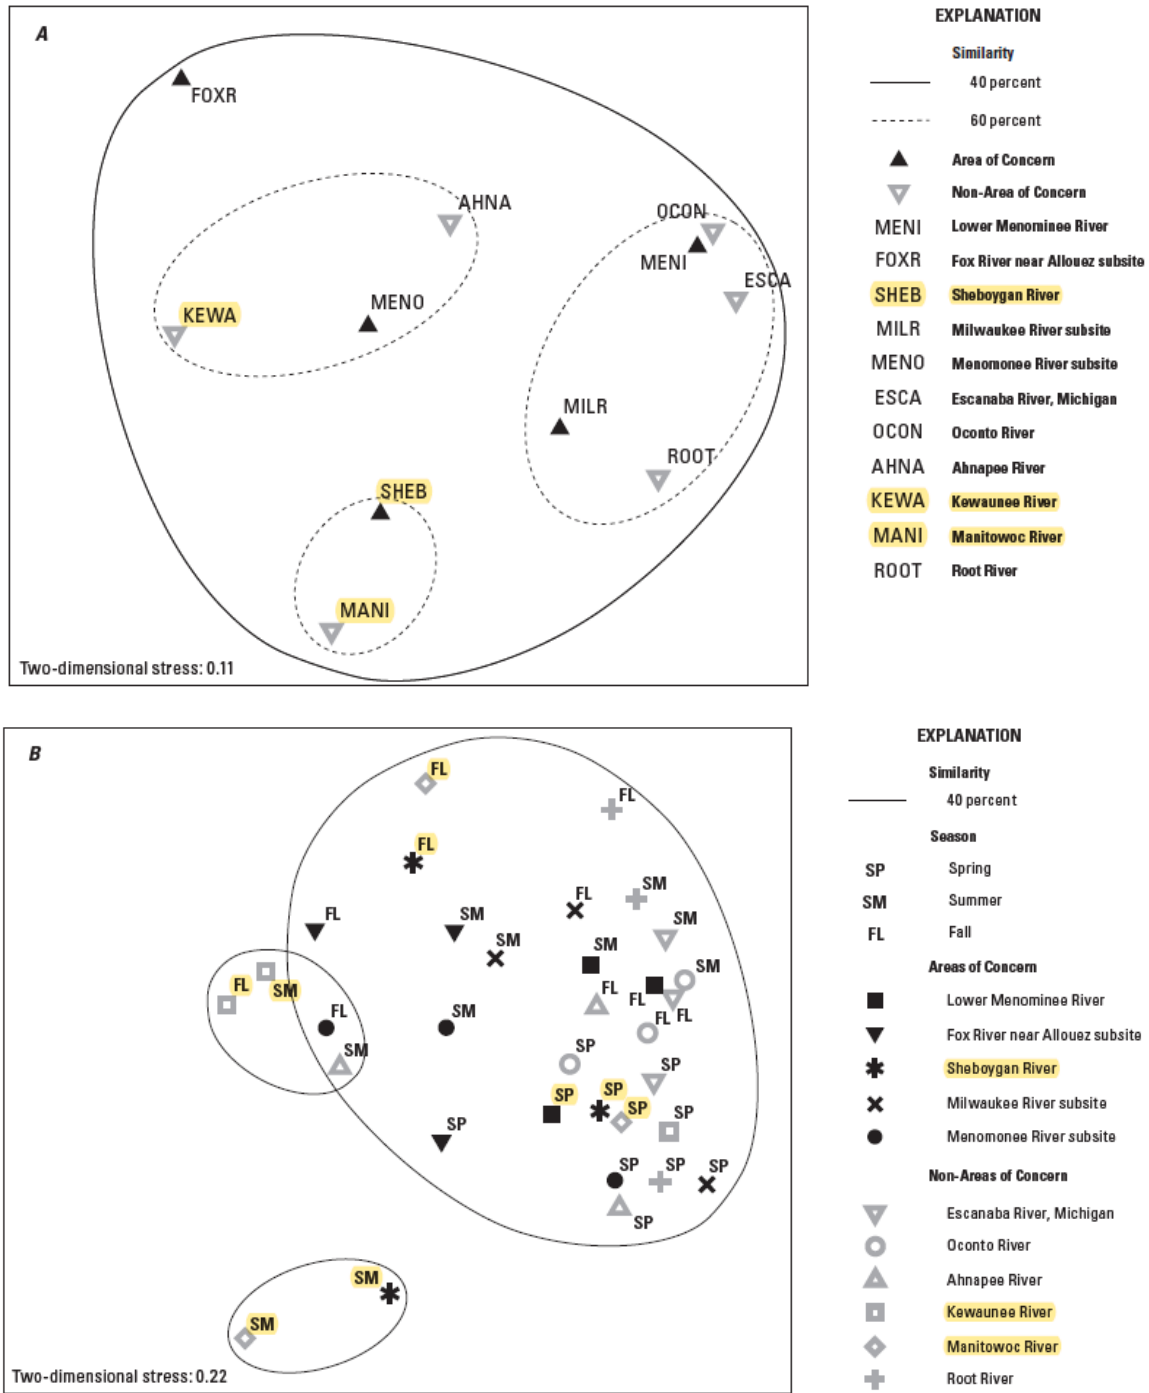 A
FOXR
AHNA
OCON
MENI
ESCA
KEWA
MENO
MILR
ROOT
SHEB
MANI
Two-dimensional stress: 0.11
EXPLANATION
Similarity
40 percent
60 percent
Area of Concern
Non-Area of Concern
MENI Lower Menominee River
FOXR Fox River near Allouez subsite
SHEB Sheboygan River
MILR Milwaukee River subsite
MENO Menomonee River subsite
ESCA Escanaba River, Michigan
OCON Oconto River
AHNA Ahnapee River
KEWA Kewaunee River
MANI Manitowoc River
ROOT Root River
B
FL
FL
FL
SM
FL
FL
SM
SM
SM
SM
SM
FL
SM
FL
FL
FL
SM
FL
FL
SM
SP
SP
SP
SP
SP
SP
SP
SP
SP
SP
SP
SM
SM
Two-dimensional stress: 0.22
EXPLANATION
Similarity
40 percent
Season
SP Spring
SM Summer
FL Fall
Areas of Concern
Lower Menominee River
Fox River near Allouez subsite
Sheboygan River
Milwaukee River subsite
Menomonee River subsite
Non-Areas of Concern
Escanaba River, Michigan
Oconto River
Ahnapee River
Kewaunee River
Manitowoc River
Root River